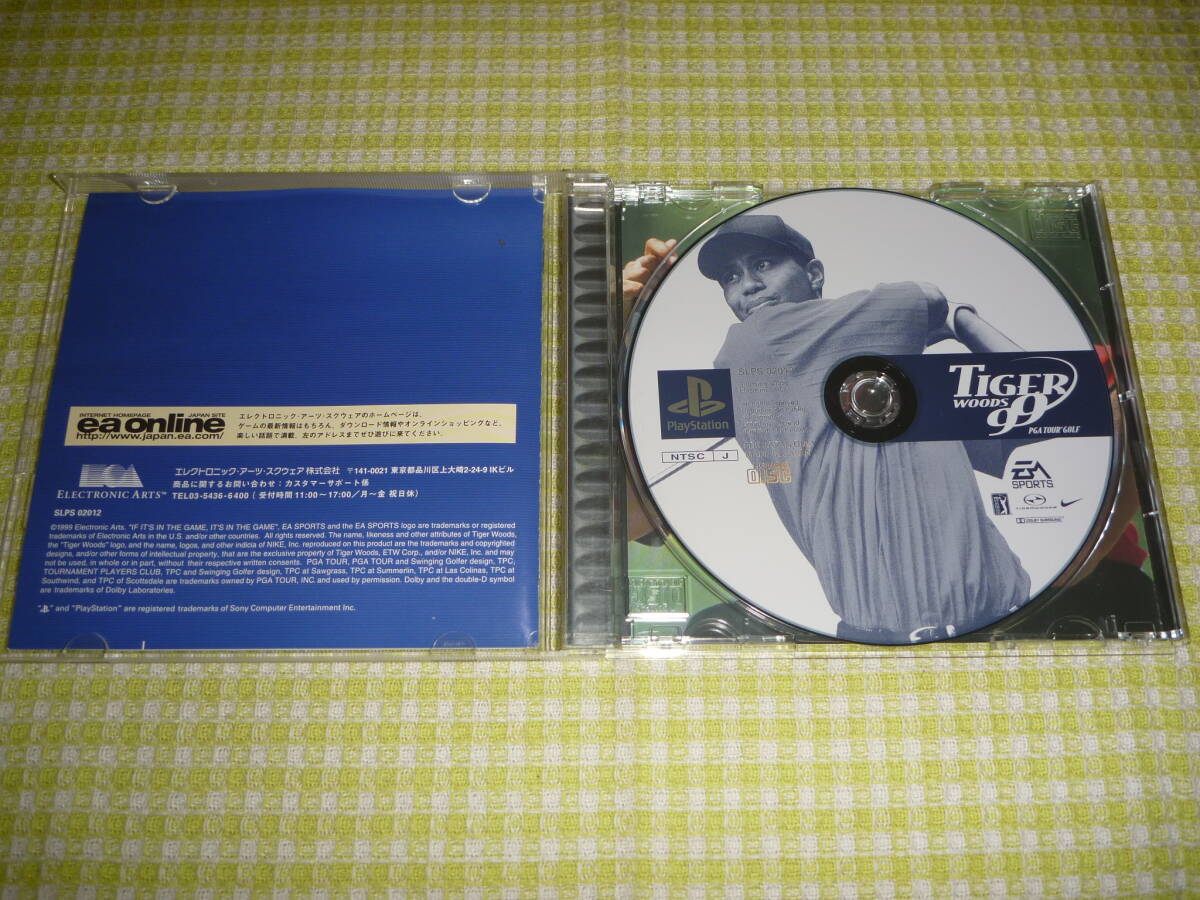 INTERNET HOMEPAGE JAPAN SITE
ea online
http://www.japan.ea.com/
エレクトロニック・アーツ・スクウェアのホームページは、
ゲームの最新情報はもちろん、ダウンロード情報やオンラインショッピングなど、
楽しい話題で満載、左のアドレスまでぜひ遊びに来てください。
ELECTRONIC ARTS™
エレクトロニック・アーツ・スクウェア株式会社 〒141-0021 東京都品川区上大崎2-24-9 IKビル
商品に関するお問い合わせ:カスタマーサポート係
TEL03-5436-6400(受付時間11:00~17:00/月~金 祝日休)
SLPS 02012
©1999 Electronic Arts. "IF IT'S IN THE GAME, IT'S IN THE GAME", EA SPORTS and the EA SPORTS logo are trademarks or registered
trademarks of Electronic Arts in the U.S. and/or other countries. All rights reserved. The name, likeness and other attributes of Tiger Woods,
the "Tiger Woods" logo, and the name, logos, and other indicia of NIKE, Inc. reproduced on this product are the trademarks and copyrighted
designs, and/or other forms of intellectual property, that are the exclusive property of Tiger Woods, ETW Corp., and/or NIKE, Inc. and may
not be used, in whole or in part, without their respective written consents. PGA TOUR, PGA TOUR and Swinging Golfer design, TPC,
TOURNAMENT PLAYERS CLUB, TPC and Swinging Golfer design, TPC at Sawgrass, TPC at Summerlin, TPC at Las Colinas, TPC at
Southwind, and TPC of Scottsdale are trademarks owned by PGA TOUR, INC and used by permission. Dolby and the double-D symbol
are trademarks of Dolby Laboratories.
" " and "PlayStation" are registered trademarks of Sony Computer Entertainment Inc.
SLPS 02012
PlayStation
NTSC J
TIGER
WOODS 99
PGA TOUR® GOLF
EA
SPORTS
DOLBY SURROUND